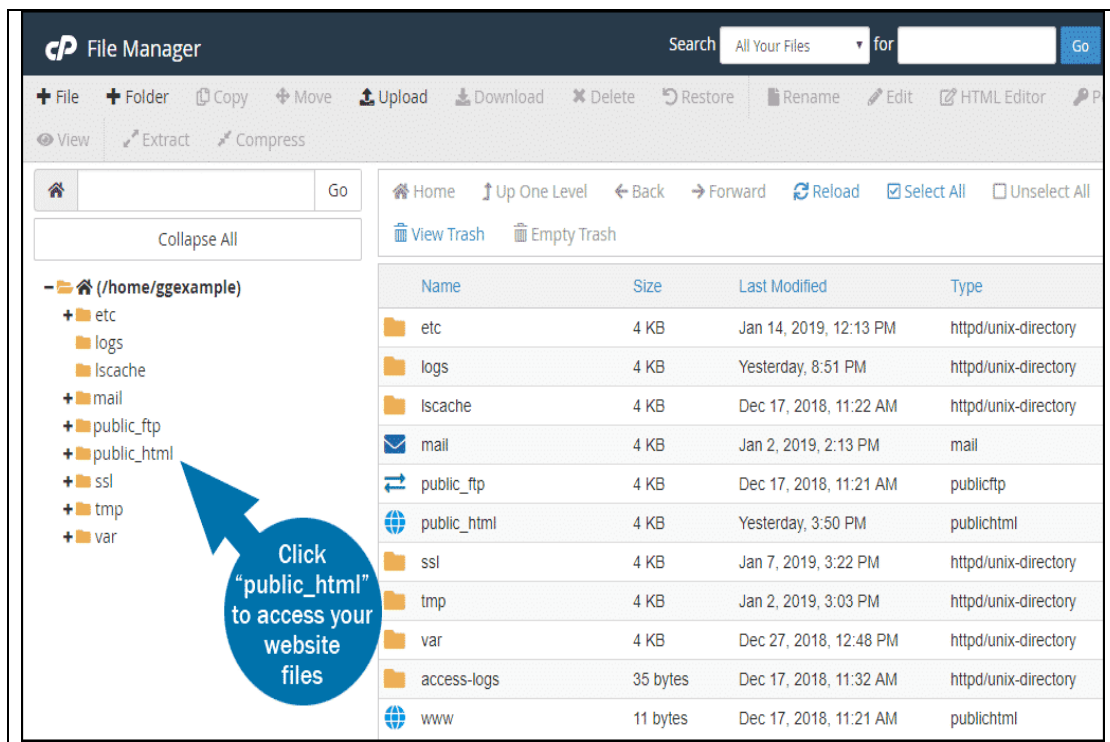 cP File Manager Search All Your Files for Go
File Folder Copy Move Upload Download Delete Restore Rename Edit HTML Editor
View Extract Compress
Go
Collapse All
(/home/ggexample)
etc
logs
lscache
mail
public_ftp
public_html
ssl
tmp
var
Home Up One Level Back Forward Reload Select All Unselect All
View Trash Empty Trash
Name Size Last Modified Type
etc 4 KB Jan 14, 2019, 12:13 PM httpd/unix-directory
logs 4 KB Yesterday, 8:51 PM httpd/unix-directory
lscache 4 KB Dec 17, 2018, 11:22 AM httpd/unix-directory
mail 4 KB Jan 2, 2019, 2:13 PM mail
public_ftp 4 KB Dec 17, 2018, 11:21 AM publicftp
public_html 4 KB Yesterday, 3:50 PM publichtml
ssl 4 KB Jan 7, 2019, 3:22 PM httpd/unix-directory
tmp 4 KB Jan 2, 2019, 3:03 PM httpd/unix-directory
var 4 KB Dec 27, 2018, 12:48 PM httpd/unix-directory
access-logs 35 bytes Dec 17, 2018, 11:32 AM httpd/unix-directory
www 11 bytes Dec 17, 2018, 11:21 AM publichtml
Click
“public_html”
to access your
website
files